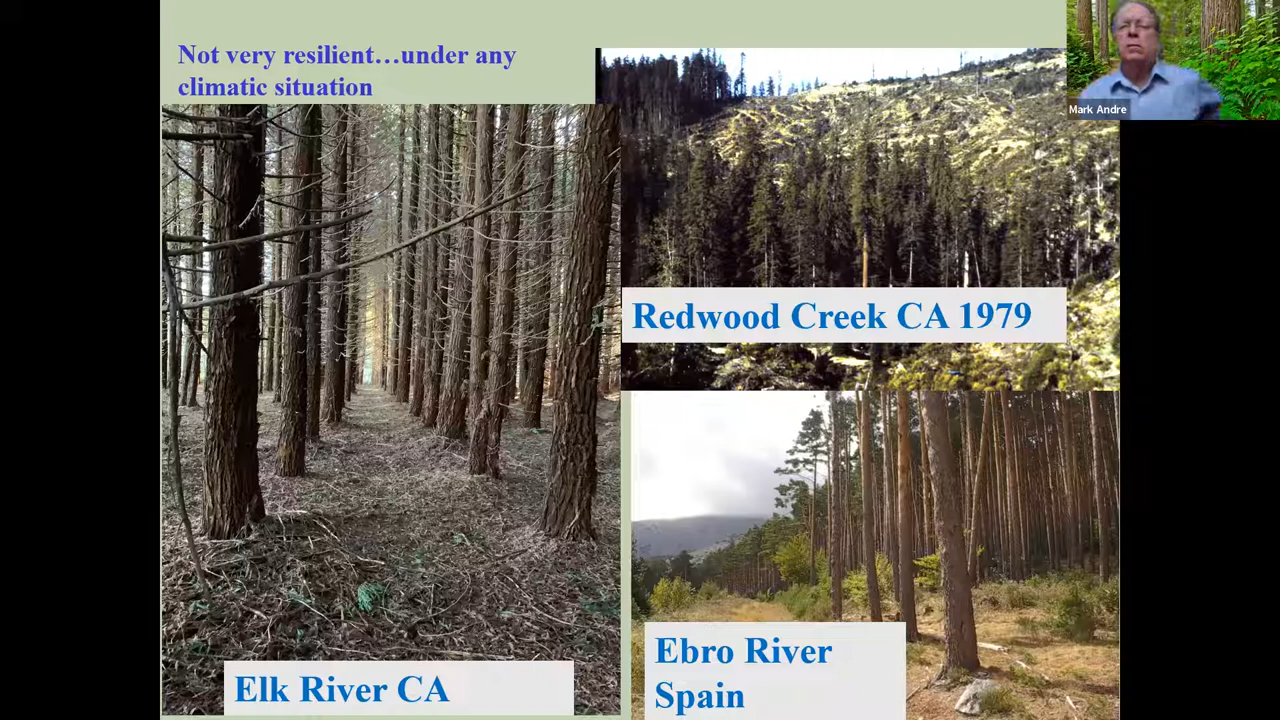 Not very resilient…under any
climatic situation
Mark Andre
Redwood Creek CA 1979
Elk River CA
Ebro River
Spain